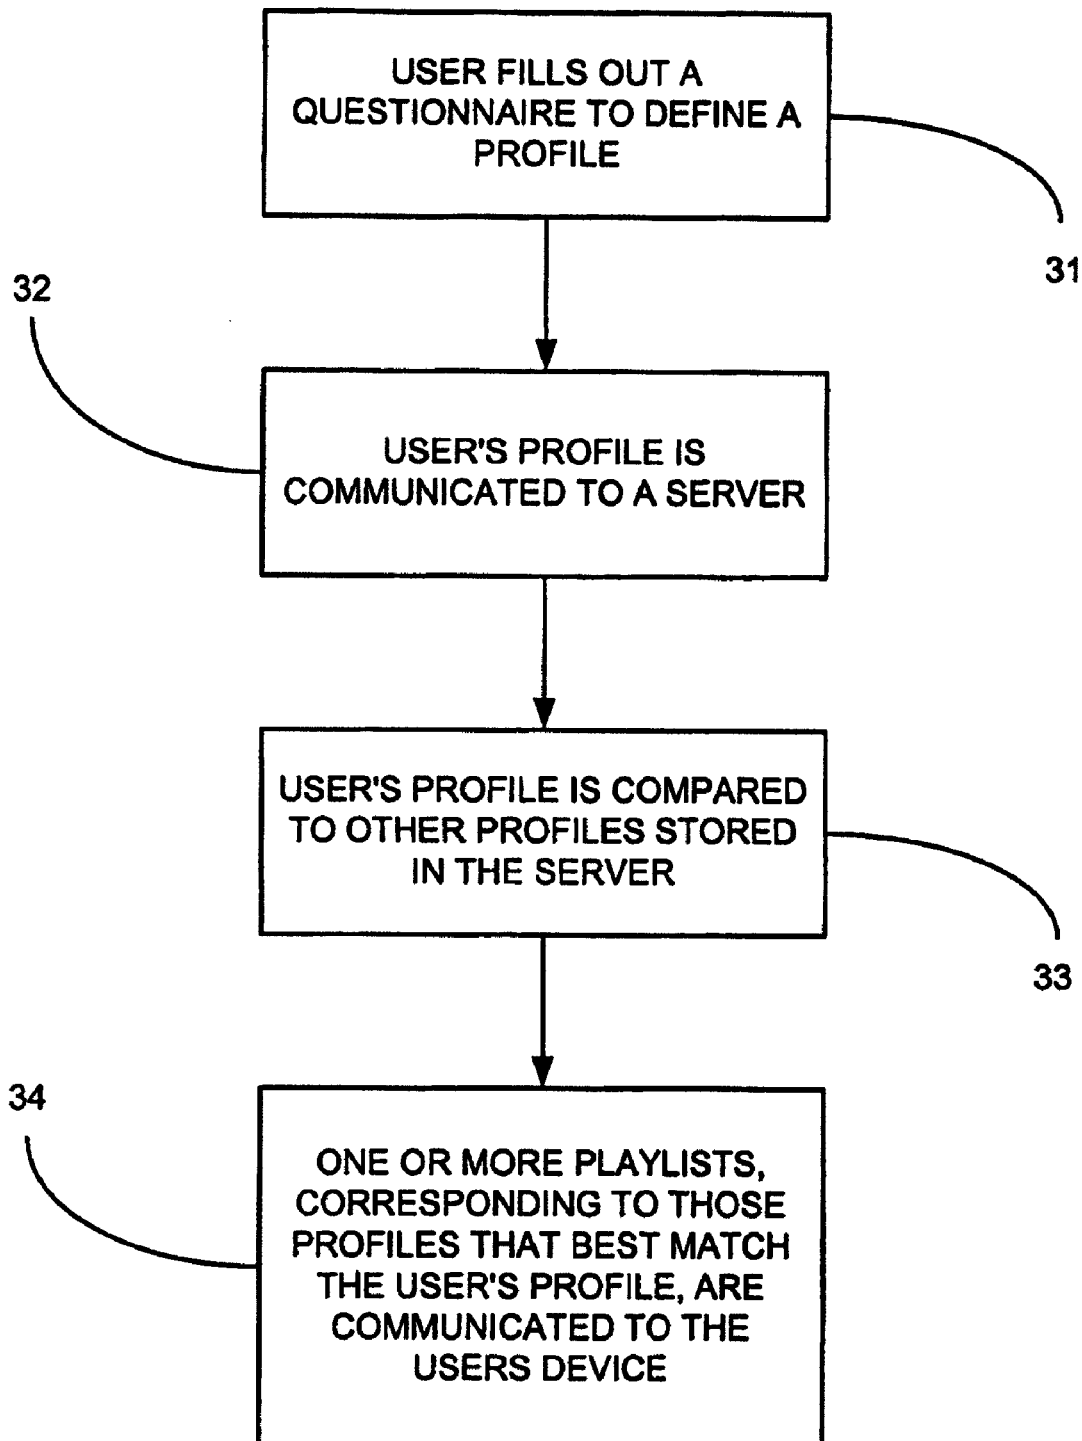 USER FILLS OUT A
QUESTIONNAIRE TO DEFINE A
PROFILE
31
32
USER'S PROFILE IS
COMMUNICATED TO A SERVER
USER'S PROFILE IS COMPARED
TO OTHER PROFILES STORED
IN THE SERVER
33
34
ONE OR MORE PLAYLISTS,
CORRESPONDING TO THOSE
PROFILES THAT BEST MATCH
THE USER'S PROFILE, ARE
COMMUNICATED TO THE
USERS DEVICE